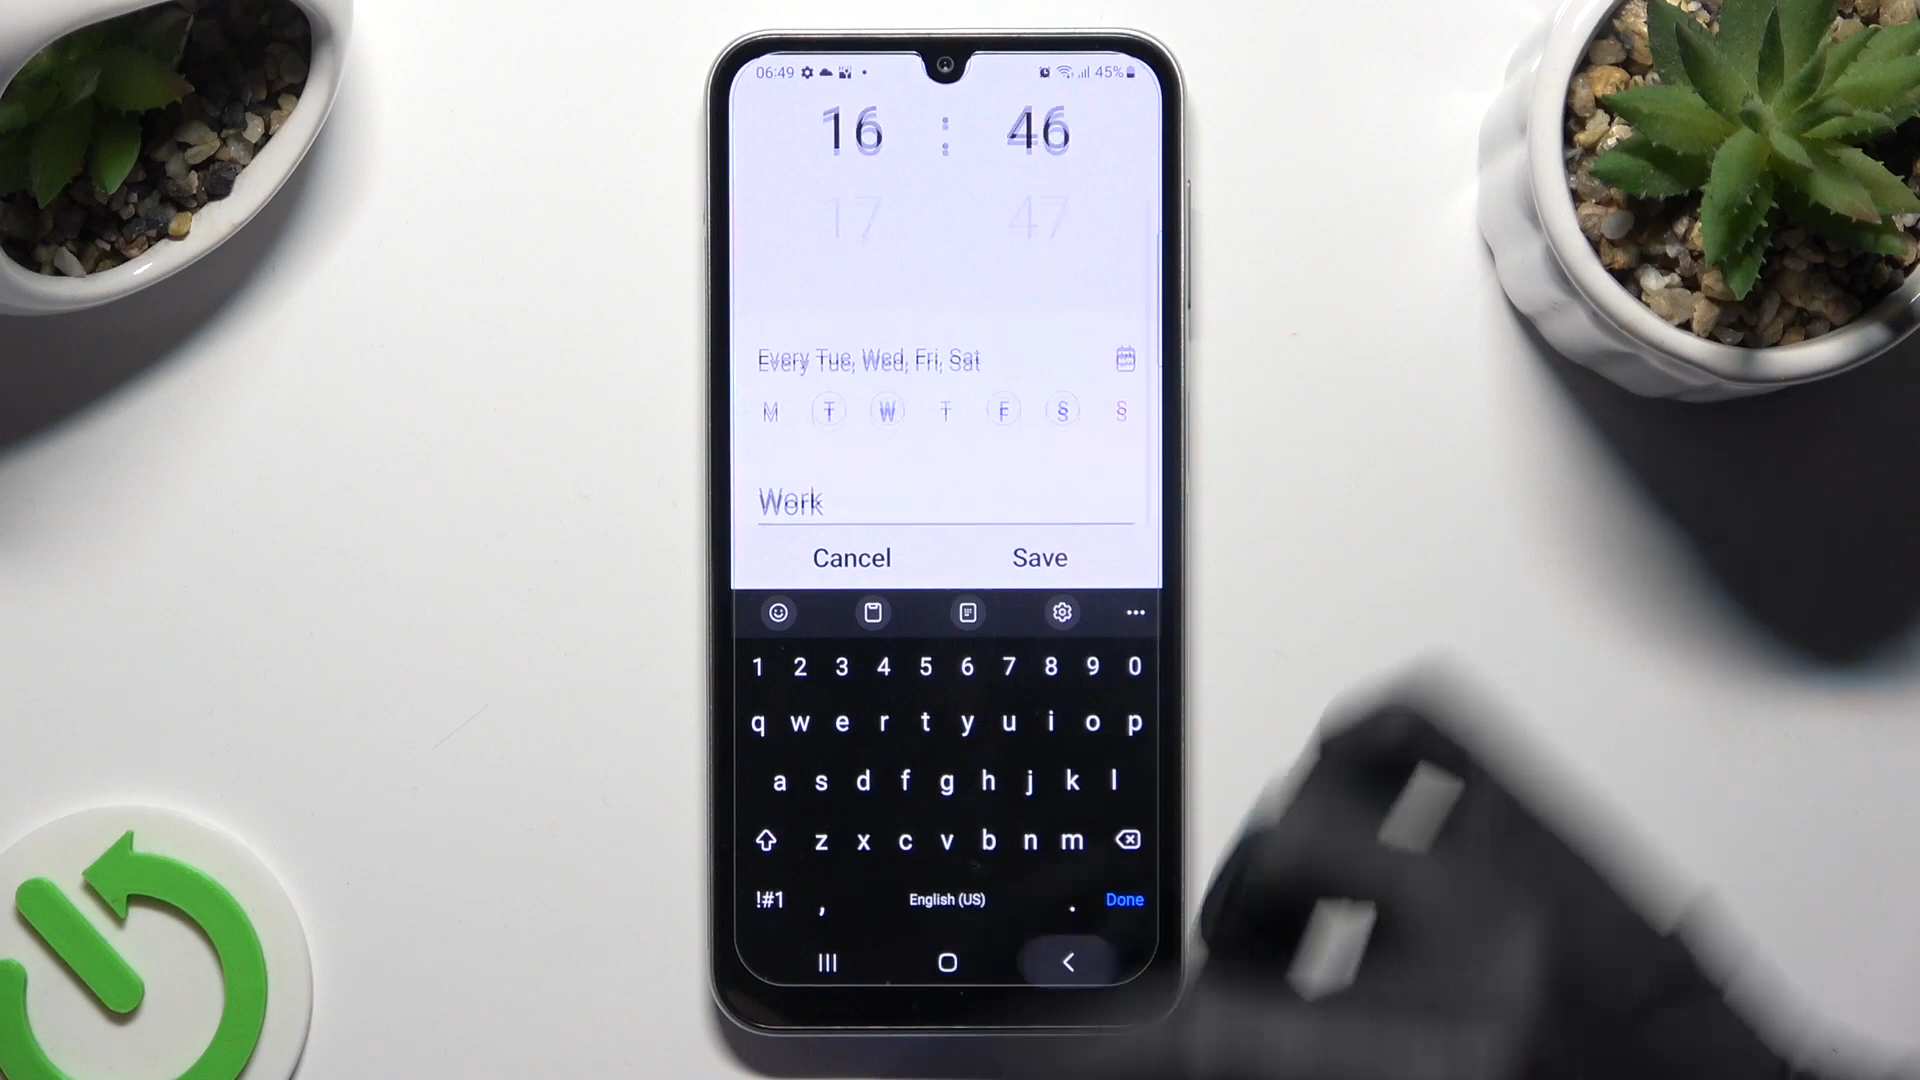 06:49 45%
16 : 46
17 47
Every Tue, Wed, Fri, Sat
M T W T F S S
Work
Cancel Save
1 2 3 4 5 6 7 8 9 0
q w e r t y u i o p
a s d f g h j k l
z x c v b n m
!#1 , English (US) . Done